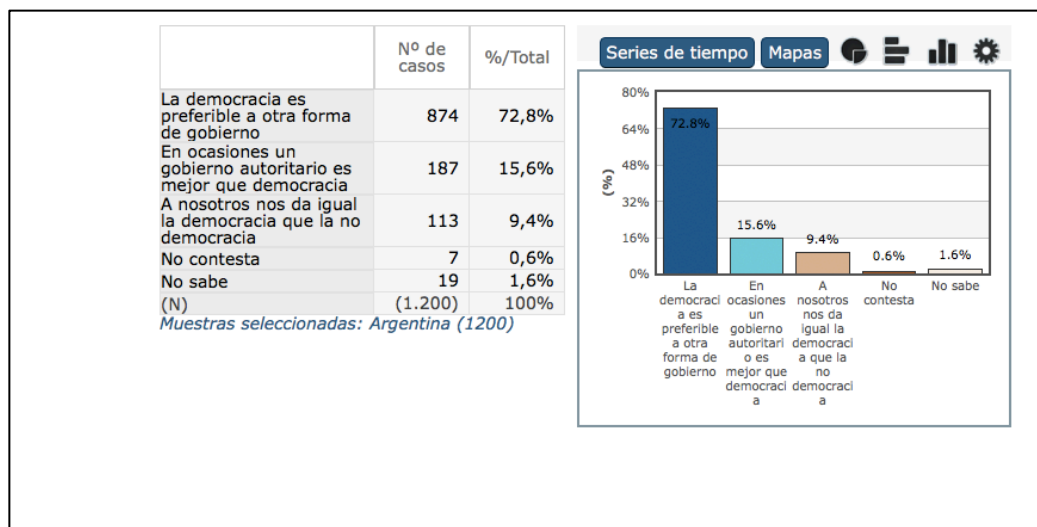 Nº de
casos
%/Total
La democracia es
preferible a otra forma
de gobierno
874
72,8%
En ocasiones un
gobierno autoritario es
mejor que democracia
187
15,6%
A nosotros nos da igual
la democracia que la no
democracia
113
9,4%
No contesta
7
0,6%
No sabe
19
1,6%
(N)
(1.200)
100%
Muestras seleccionadas: Argentina (1200)
Series de tiempo
Mapas
80%
64%
48%
32%
16%
0%
(%)
72.8%
15.6%
9.4%
0.6%
1.6%
La
democraci
a es
preferible
a otra
forma de
gobierno
En
ocasiones
un
gobierno
autoritari
o es
mejor que
democraci
a
A
nosotros
nos da
igual la
democraci
a que la
no
democraci
a
No
contesta
No sabe